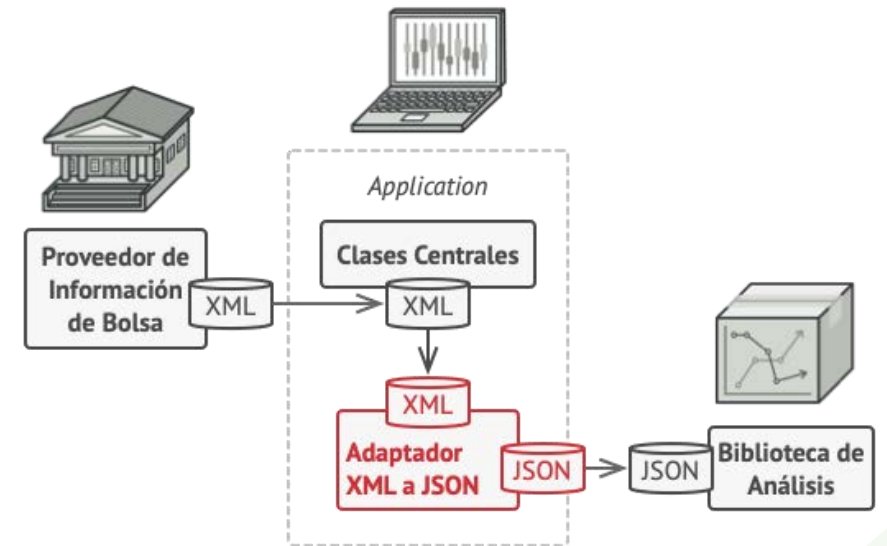 Application
Proveedor de
Información
de Bolsa
XML
Clases Centrales
XML
XML
Adaptador
XML a JSON
JSON
JSON
Biblioteca de
Análisis